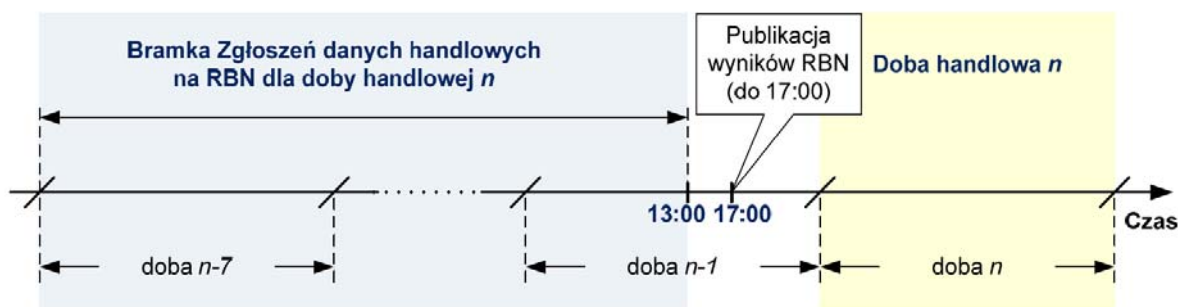 Bramka Zgłoszeń danych handlowych
na RBN dla doby handlowej n
Publikacja
wyników RBN
(do 17:00)
Doba handlowa n
13:00 17:00
Czas
doba n-7
doba n-1
doba n